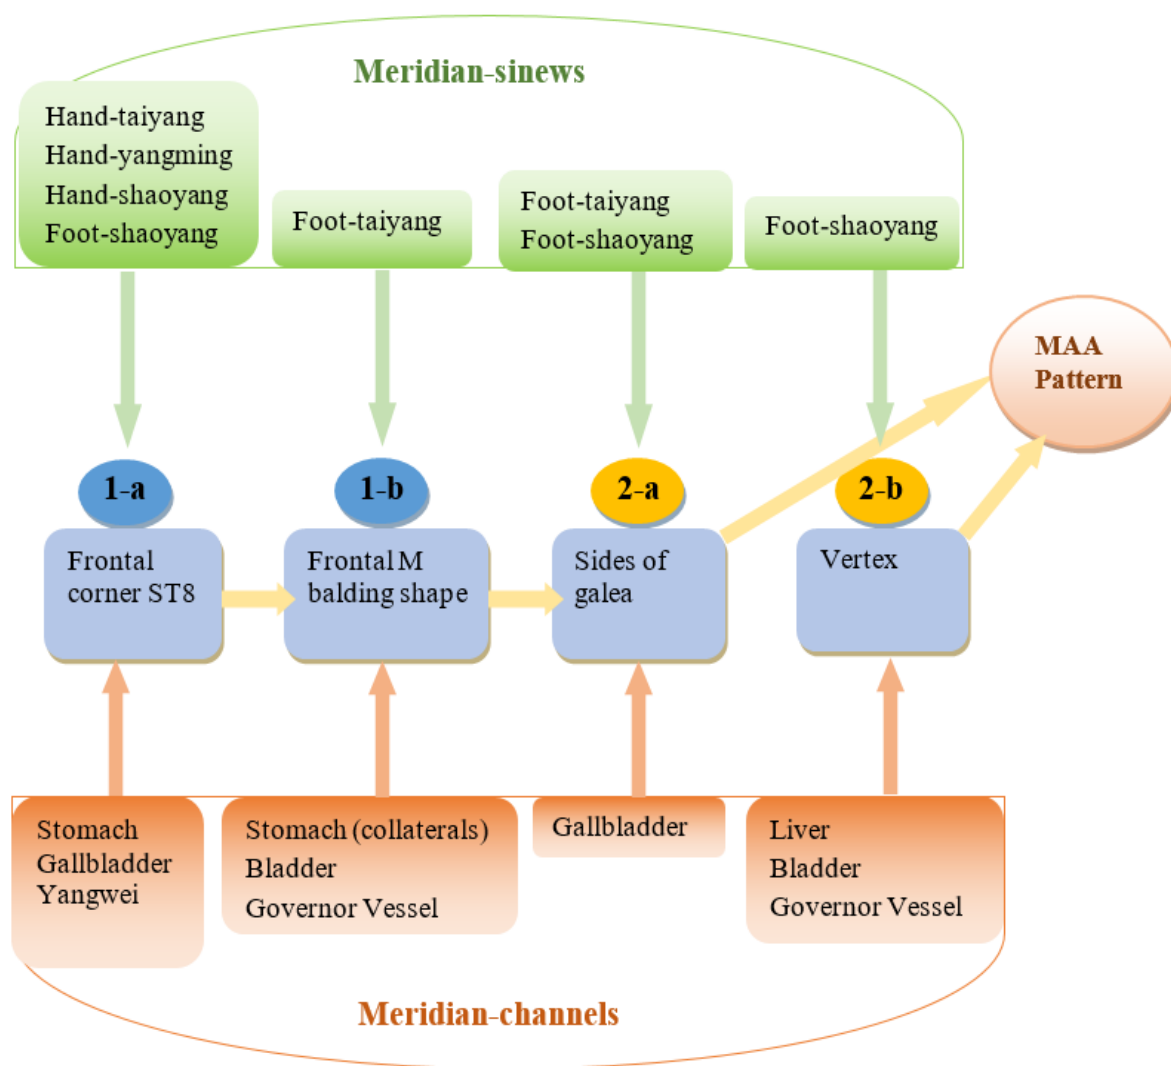 Meridian-sinews
Hand-taiyang
Hand-yangming
Hand-shaoyang
Foot-shaoyang
Foot-taiyang
Foot-taiyang
Foot-shaoyang
Foot-shaoyang
MAA
Pattern
1-a
1-b
2-a
2-b
Frontal
corner ST8
Frontal M
balding shape
Sides of
galea
Vertex
Stomach
Gallbladder
Yangwei
Stomach (collaterals)
Bladder
Governor Vessel
Gallbladder
Liver
Bladder
Governor Vessel
Meridian-channels